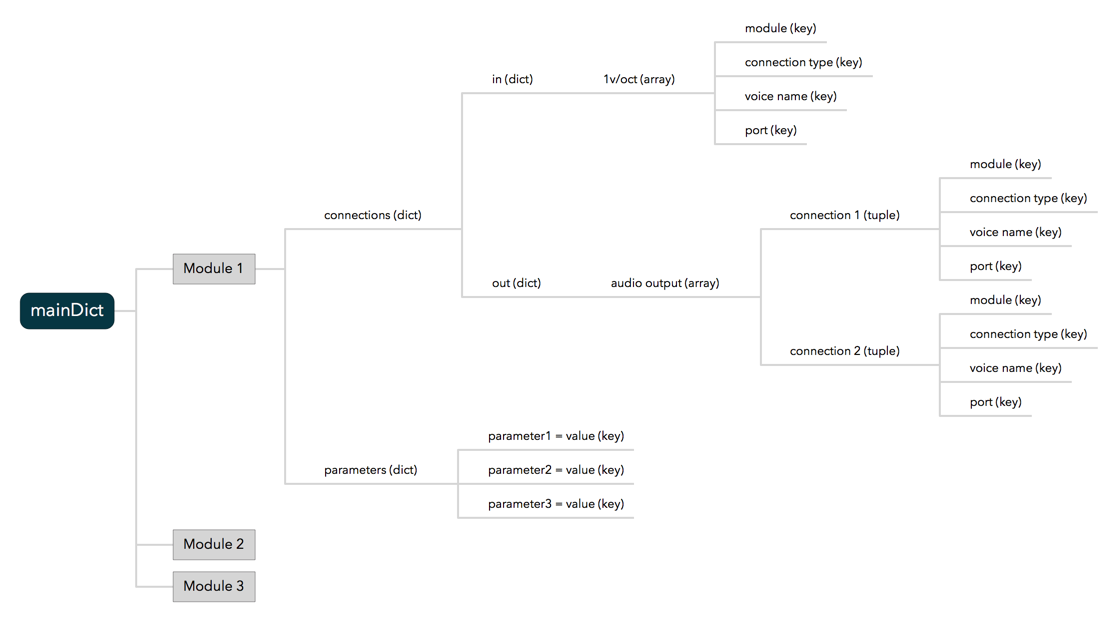 module (key)
in (dict)
1v/oct (array)
connection type (key)
voice name (key)
port (key)
connections (dict)
module (key)
connection 1 (tuple)
connection type (key)
voice name (key)
port (key)
Module 1
out (dict)
audio output (array)
mainDict
module (key)
connection 2 (tuple)
connection type (key)
voice name (key)
port (key)
parameters (dict)
parameter1 = value (key)
parameter2 = value (key)
parameter3 = value (key)
Module 2
Module 3